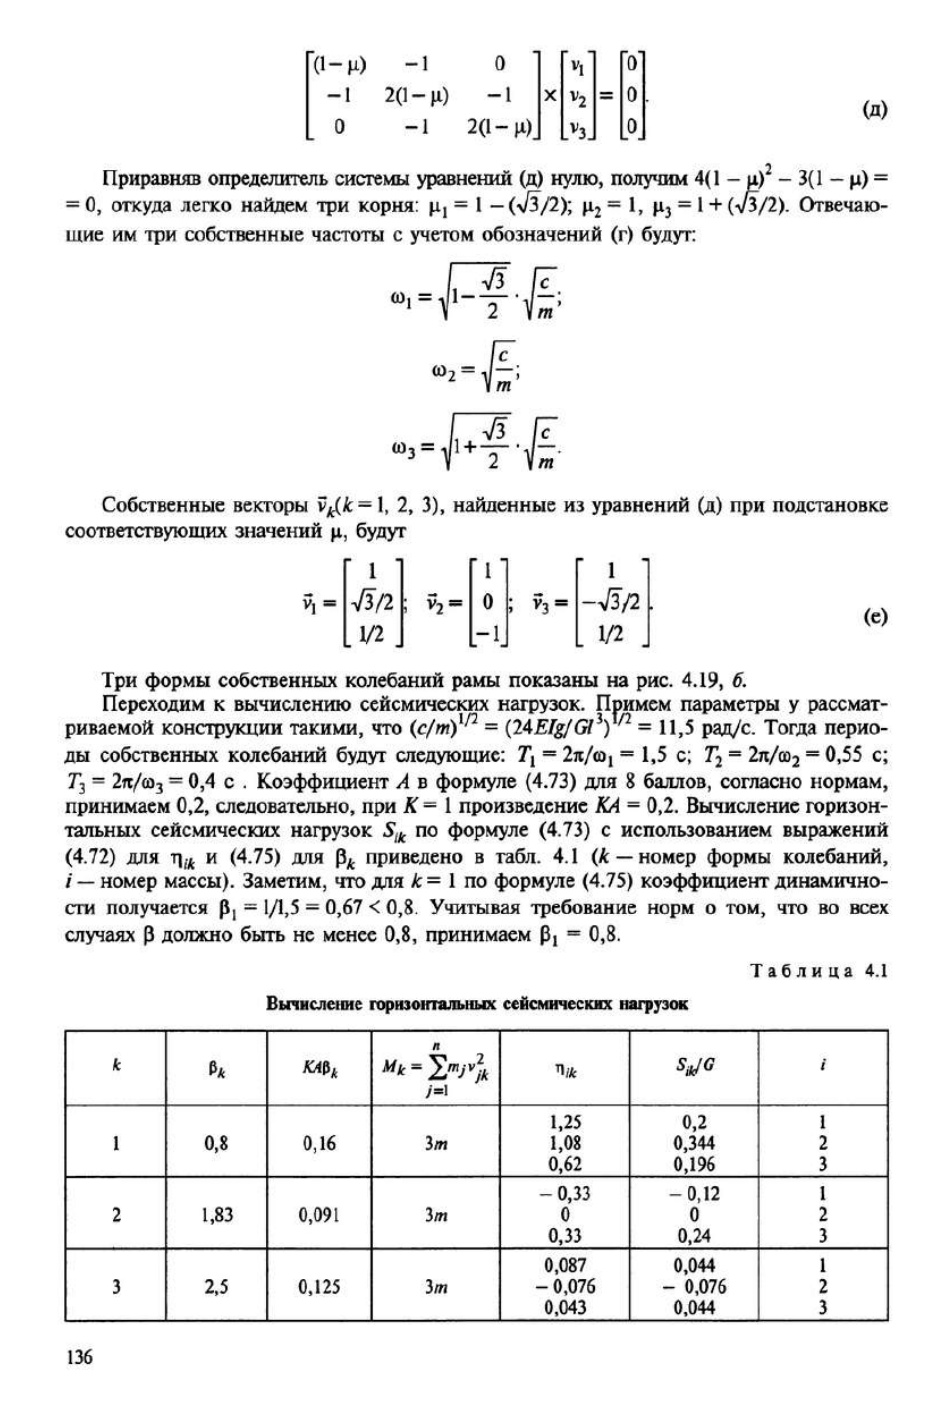 [(1−μ) −1 0] [ν₁] [0]
[−1 2(1−μ) −1] × [ν₂] = [0].
[0 −1 2(1−μ)] [ν₃] [0]
(д)
Приравняв определитель системы уравнений (д) нулю, получим 4(1 − μ)² − 3(1 − μ) =
= 0, откуда легко найдем три корня: μ₁ = 1 − (√3/2); μ₂ = 1, μ₃ = 1 + (√3/2). Отвечаю-
щие им три собственные частоты с учетом обозначений (г) будут:
ω₁ = √(1 − √3/2) · √(c/m);
ω₂ = √(c/m);
ω₃ = √(1 + √3/2) · √(c/m).
Собственные векторы ν⃗ₖ(k = 1, 2, 3), найденные из уравнений (д) при подстановке
соответствующих значений μ, будут
ν⃗₁ = [1; √3/2; 1/2]; ν⃗₂ = [1; 0; −1]; ν⃗₃ = [1; −√3/2; 1/2]. (е)
Три формы собственных колебаний рамы показаны на рис. 4.19, б.
Переходим к вычислению сейсмических нагрузок. Примем параметры у рассмат-
риваемой конструкции такими, что (c/m)^1/2 = (24EIg/Gl³)^1/2 = 11,5 рад/с. Тогда перио-
ды собственных колебаний будут следующие: T₁ = 2π/ω₁ = 1,5 с; T₂ = 2π/ω₂ = 0,55 с;
T₃ = 2π/ω₃ = 0,4 с . Коэффициент A в формуле (4.73) для 8 баллов, согласно нормам,
принимаем 0,2, следовательно, при K = 1 произведение KA = 0,2. Вычисление горизон-
тальных сейсмических нагрузок Sᵢₖ по формуле (4.73) с использованием выражений
(4.72) для ηᵢₖ и (4.75) для βₖ приведено в табл. 4.1 (k — номер формы колебаний,
i — номер массы). Заметим, что для k = 1 по формуле (4.75) коэффициент динамично-
сти получается β₁ = 1/1,5 = 0,67 < 0,8. Учитывая требование норм о том, что во всех
случаях β должно быть не менее 0,8, принимаем β₁ = 0,8.
Таблица 4.1
Вычисление горизонтальных сейсмических нагрузок
k βₖ KAβₖ Mₖ = ∑ⁿⱼ₌₁ mⱼν²ⱼₖ ηᵢₖ Sᵢₖ/G i
1,25 0,2 1
1 0,8 0,16 3m 1,08 0,344 2
0,62 0,196 3
− 0,33 − 0,12 1
2 1,83 0,091 3m 0 0 2
0,33 0,24 3
0,087 0,044 1
3 2,5 0,125 3m − 0,076 − 0,076 2
0,043 0,044 3
136